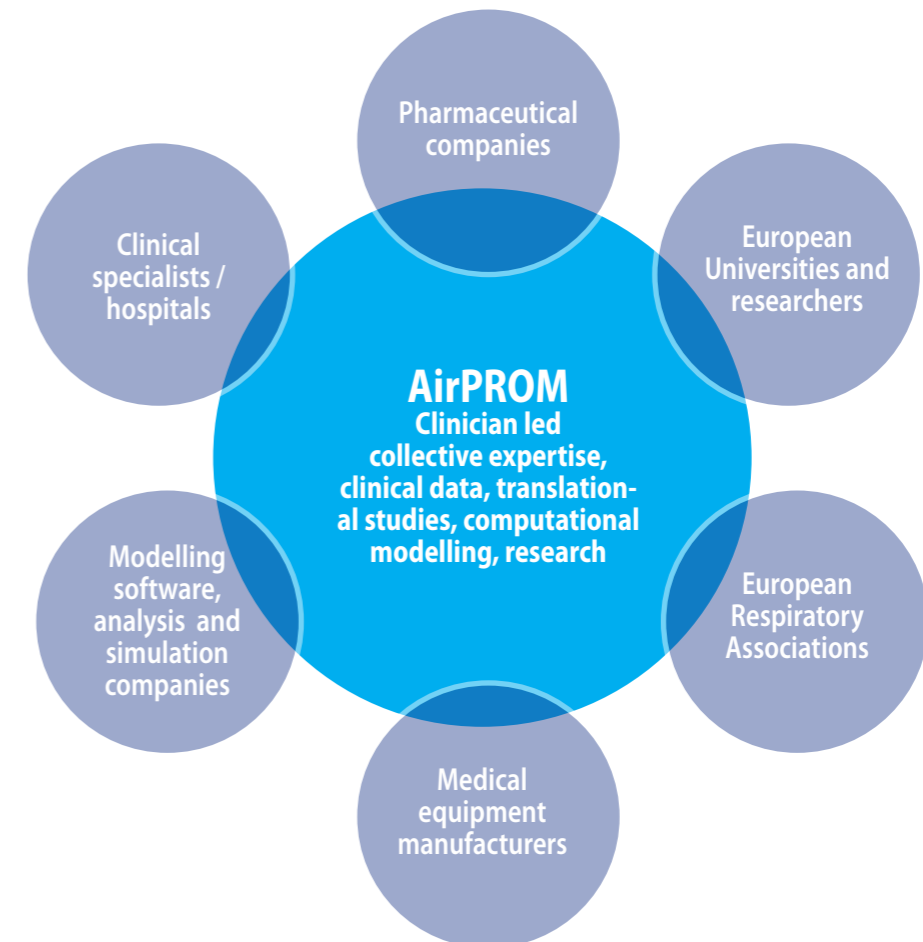 Pharmaceutical
companies
Clinical
specialists /
hospitals
European
Universities and
researchers
AirPROM
Clinician led
collective expertise,
clinical data, translation-
al studies, computational
modelling, research
Modelling
software,
analysis and
simulation
companies
European
Respiratory
Associations
Medical
equipment
manufacturers